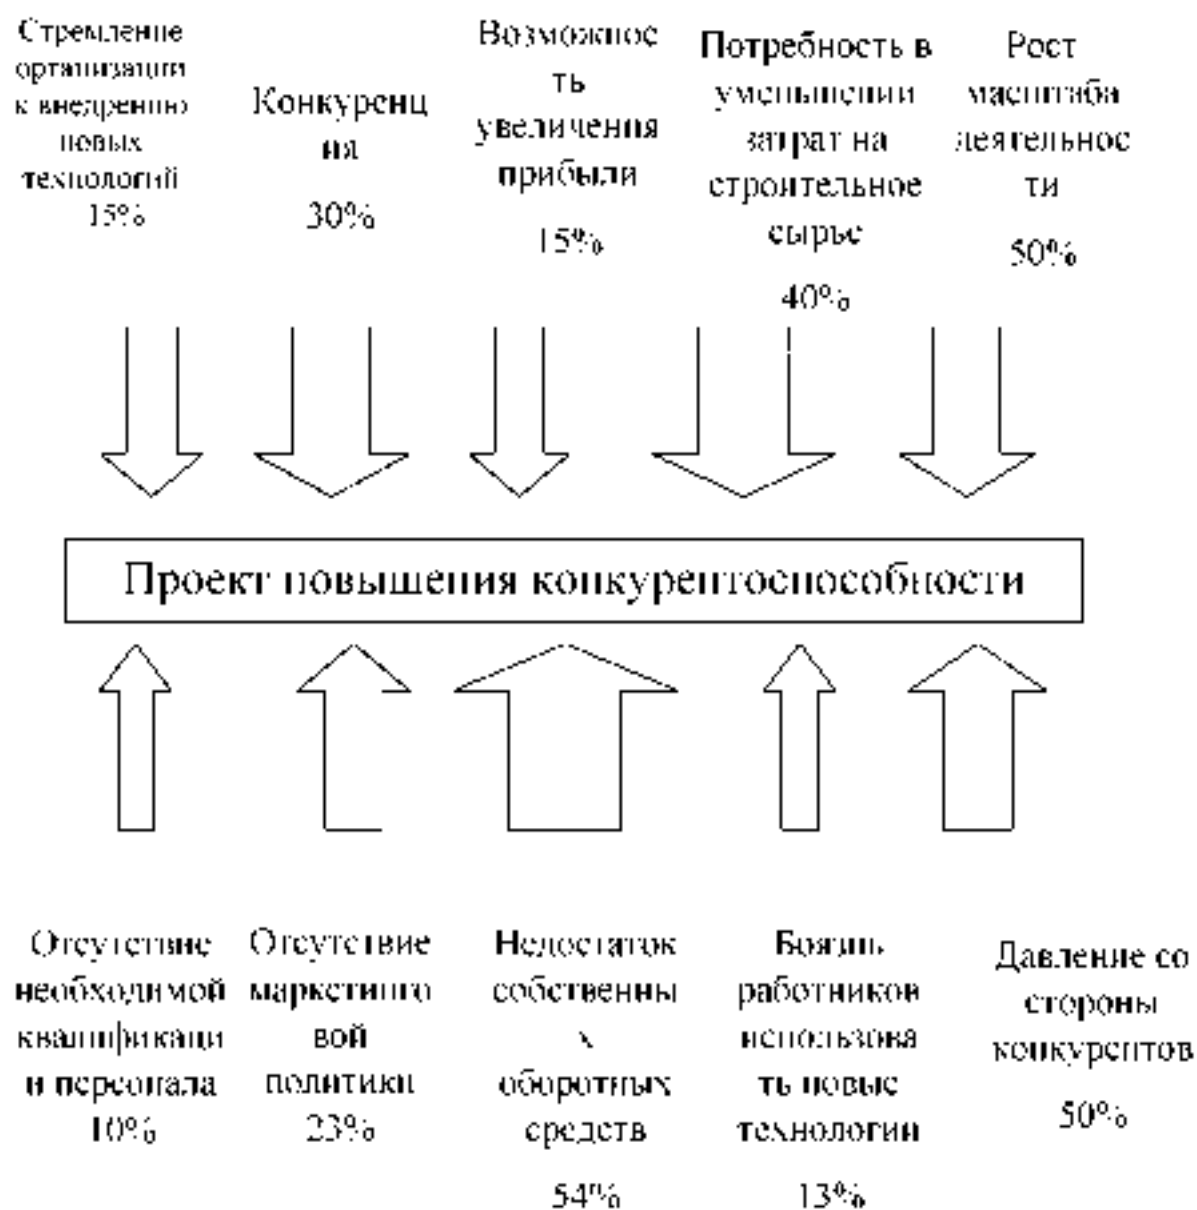 Стремление
организации
к внедрению
новых
технологий
15%
Конкуренц
ия
30%
Возможнос
ть
увеличения
прибыли
15%
Потребность в
уменьшении
затрат на
строительное
сырье
40%
Рост
масштаба
деятельнос
ти
50%
Проект повышения конкурентоспособности
Отсутствие
необходимой
квалификаци
и персонала
10%
Отсутствие
маркетинго
вой
политики
23%
Недостаток
собственны
х
оборотных
средств
54%
Боязнь
работников
использова
ть новые
технологии
13%
Давление со
стороны
конкурентов
50%